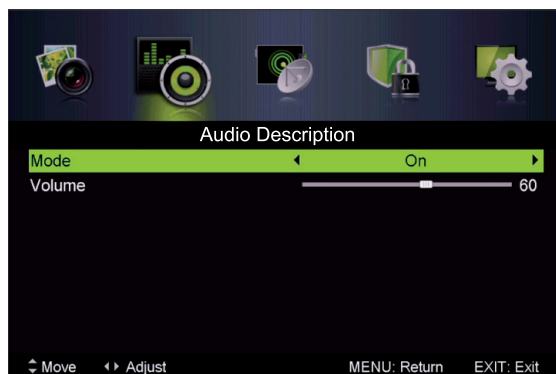 Audio Description
Mode On
Volume 60
Move Adjust MENU: Return EXIT: Exit